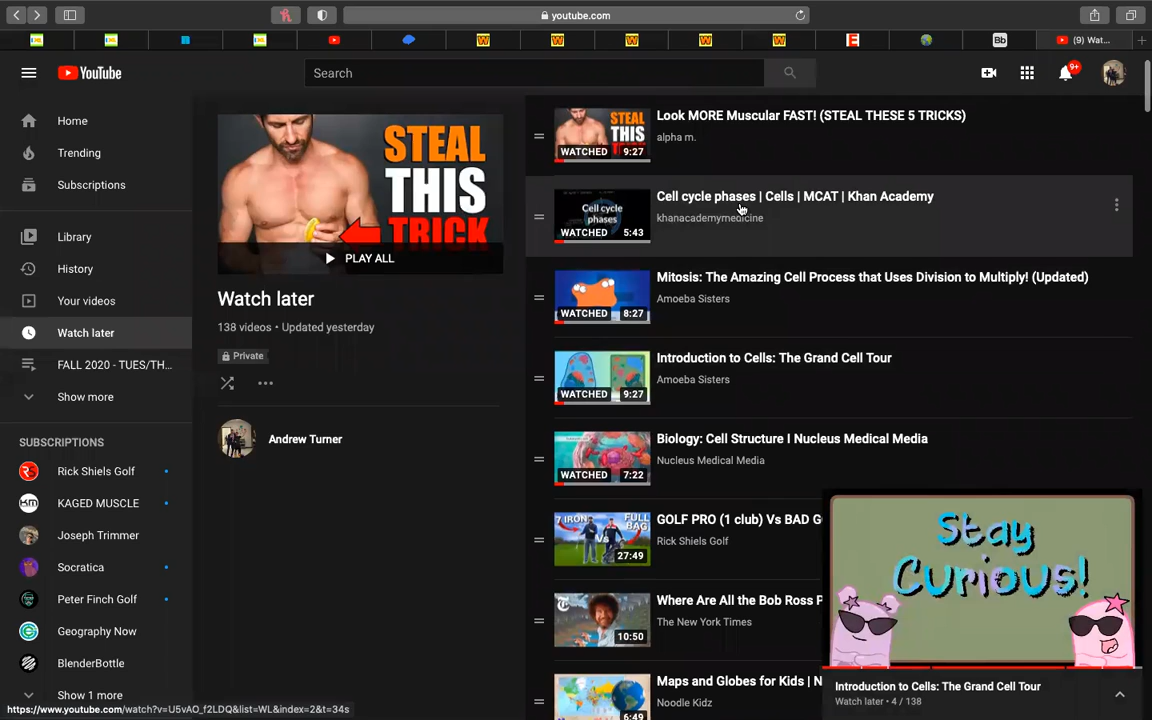 youtube.com
(9) Wat...
YouTube
Search
9+
Home
Trending
Subscriptions
Library
History
Your videos
Watch later
FALL 2020 - TUES/TH...
Show more
SUBSCRIPTIONS
Rick Shiels Golf
KAGED MUSCLE
Joseph Trimmer
Socratica
Peter Finch Golf
Geography Now
BlenderBottle
Show 1 more
https://www.youtube.com/watch?v=U5vAO_f2LDQ&list=WL&index=2&t=34s
STEAL
THIS
TRICK
PLAY ALL
Watch later
138 videos • Updated yesterday
Private
Andrew Turner
STEAL
THIS
WATCHED 9:27
Look MORE Muscular FAST! (STEAL THESE 5 TRICKS)
alpha m.
Cell cycle
phases
WATCHED 5:43
Cell cycle phases | Cells | MCAT | Khan Academy
khanacademymedicine
WATCHED 8:27
Mitosis: The Amazing Cell Process that Uses Division to Multiply! (Updated)
Amoeba Sisters
WATCHED 9:27
Introduction to Cells: The Grand Cell Tour
Amoeba Sisters
WATCHED 7:22
Biology: Cell Structure I Nucleus Medical Media
Nucleus Medical Media
7 IRON
FULL
BAG
Vs
27:49
GOLF PRO (1 club) Vs BAD G
Rick Shiels Golf
10:50
Where Are All the Bob Ross P
The New York Times
6:49
Maps and Globes for Kids | N
Noodle Kidz
Stay
Curious!
Introduction to Cells: The Grand Cell Tour
Watch later • 4 / 138